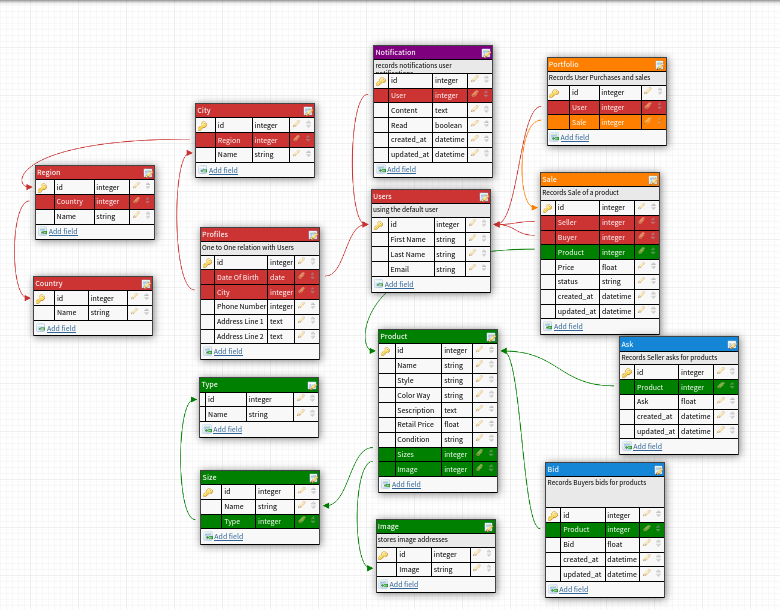 Notification
records notifications user
notifications
id integer
User integer
Content text
Read boolean
created_at datetime
updated_at datetime
Add field
Portfolio
Records User Purchases and sales
id integer
User integer
Sale integer
Add field
City
id integer
Region integer
Name string
Add field
Region
id integer
Country integer
Name string
Add field
Users
using the default user
id integer
First Name string
Last Name string
Email string
Add field
Sale
Records Sale of a product
id integer
Seller integer
Buyer integer
Product integer
Price float
status string
created_at datetime
updated_at datetime
Add field
Profiles
One to One relation with Users
id integer
Date Of Birth date
City integer
Phone Number integer
Address Line 1 text
Address Line 2 text
Add field
Country
id integer
Name string
Add field
Product
id integer
Name string
Style string
Color Way string
Sescription text
Retail Price float
Condition string
Sizes integer
Image integer
Add field
Ask
Records Seller asks for products
id integer
Product integer
Ask float
created_at datetime
updated_at datetime
Add field
Type
id integer
Name string
Add field
Size
id integer
Name string
Type integer
Add field
Bid
Records Buyers bids for products
id integer
Product integer
Bid float
created_at datetime
updated_at datetime
Add field
Image
stores image addresses
id integer
Image string
Add field